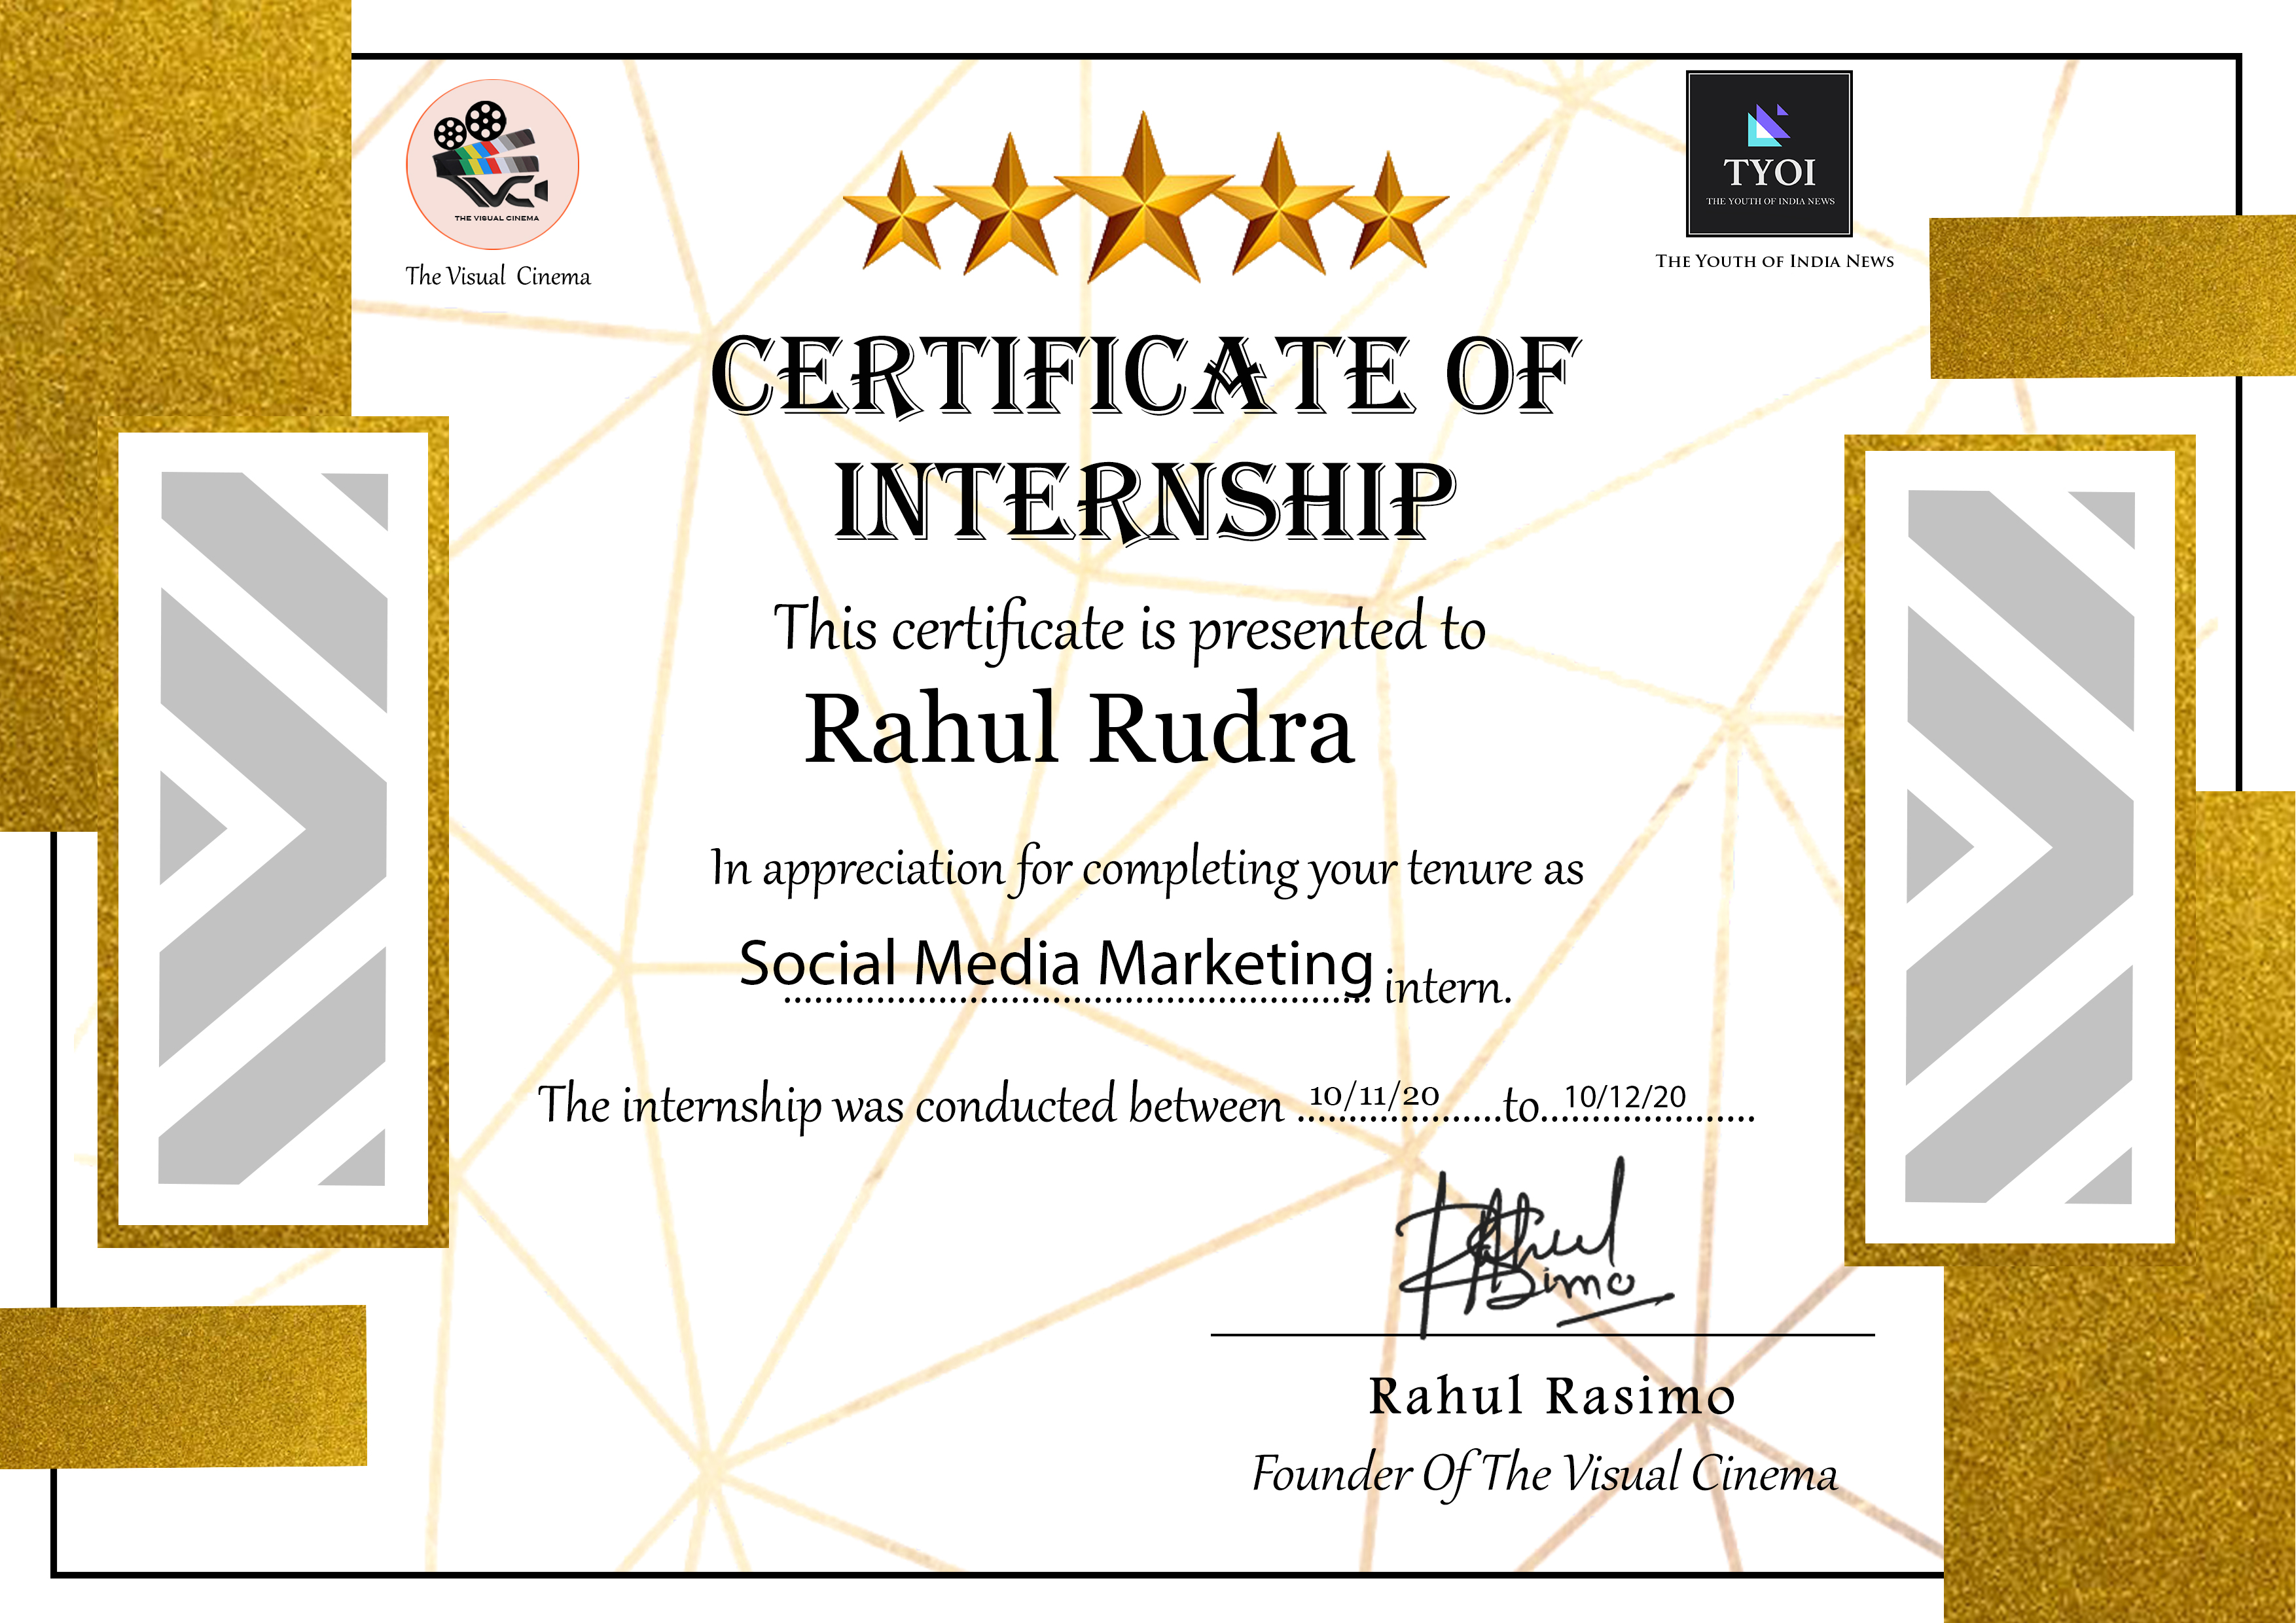 THE VISUAL CINEMA
The Visual Cinema
TYOI
THE YOUTH OF INDIA NEWS
The Youth of India News
CERTIFICATE OF
INTERNSHIP
This certificate is presented to
Rahul Rudra
In appreciation for completing your tenure as
Social Media Marketing intern.
The internship was conducted between 10/11/20 to 10/12/20
Rahul
Rasimo
Rahul Rasimo
Founder Of The Visual Cinema